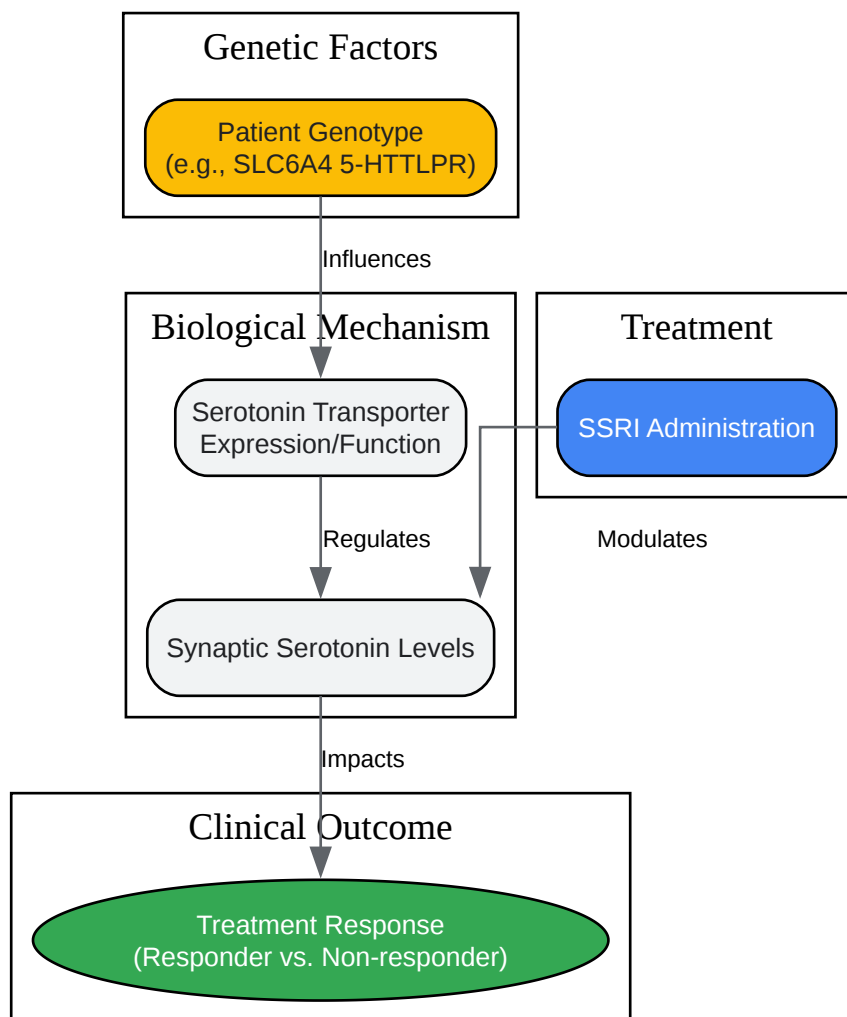 Genetic Factors
Patient Genotype
(e.g., SLC6A4 5-HTTLPR)
Influences
Biological Mechanism
Treatment
Serotonin Transporter
Expression/Function
SSRI Administration
Regulates
Modulates
Synaptic Serotonin Levels
Impacts
Clinical Outcome
Treatment Response
(Responder vs. Non-responder)